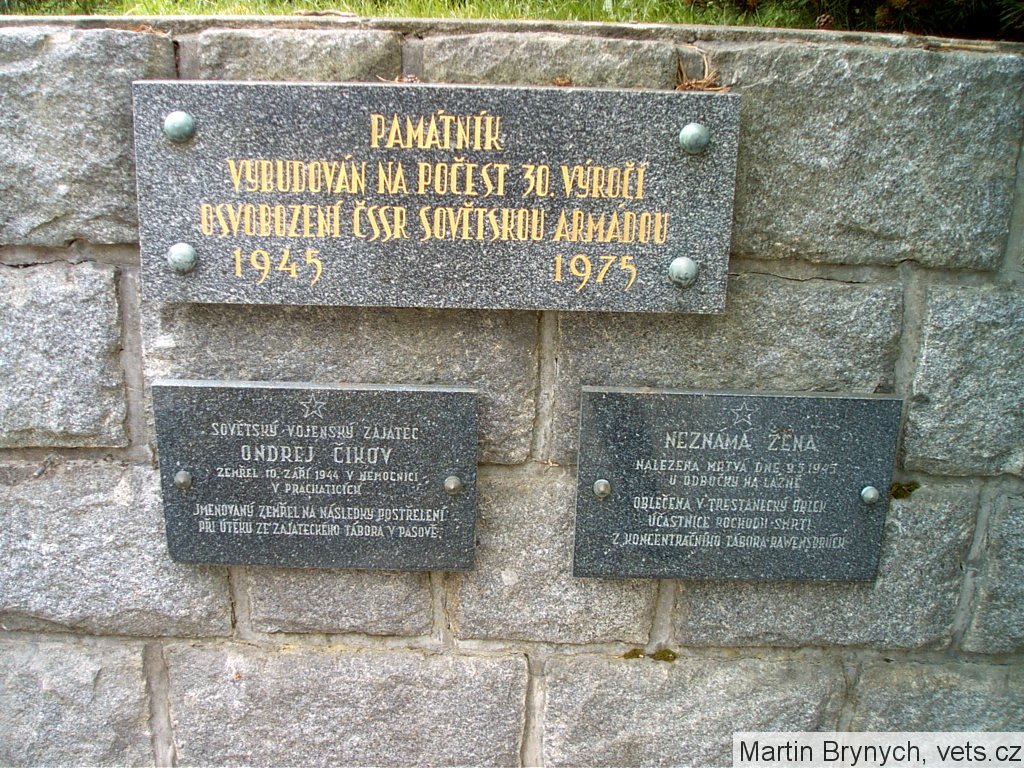 PAMÁTNÍK
VYBUDOVÁN NA POČEST 30. VÝROČÍ
OSVOBOZENÍ ČSSR SOVĚTSKOU ARMÁDOU
1945 1975
SOVĚTSKÝ VOJENSKÝ ZAJATEC
ONDREJ CIKOV
ZEMŘEL 10. ZÁŘÍ 1944 V NEMOCNICI
V PRACHATICÍCH
JMENOVANÝ ZEMŘEL NA NÁSLEDKY POSTŘELENÍ
PŘI ÚTĚKU ZE ZAJATECKÉHO TÁBORA V PASOVĚ.
NEZNÁMÁ ŽENA
NALEZENA MRTVÁ DNE 9.5 1945
U ODBOČKY NA LÁZNĚ
OBLEČENA V TRESTANECKÝ OBLEK
ÚČASTNICE POCHODU SMRTI
Z KONCENTRAČNÍHO TÁBORA RAWENSBRÜCK
Martin Brynych, vets.cz